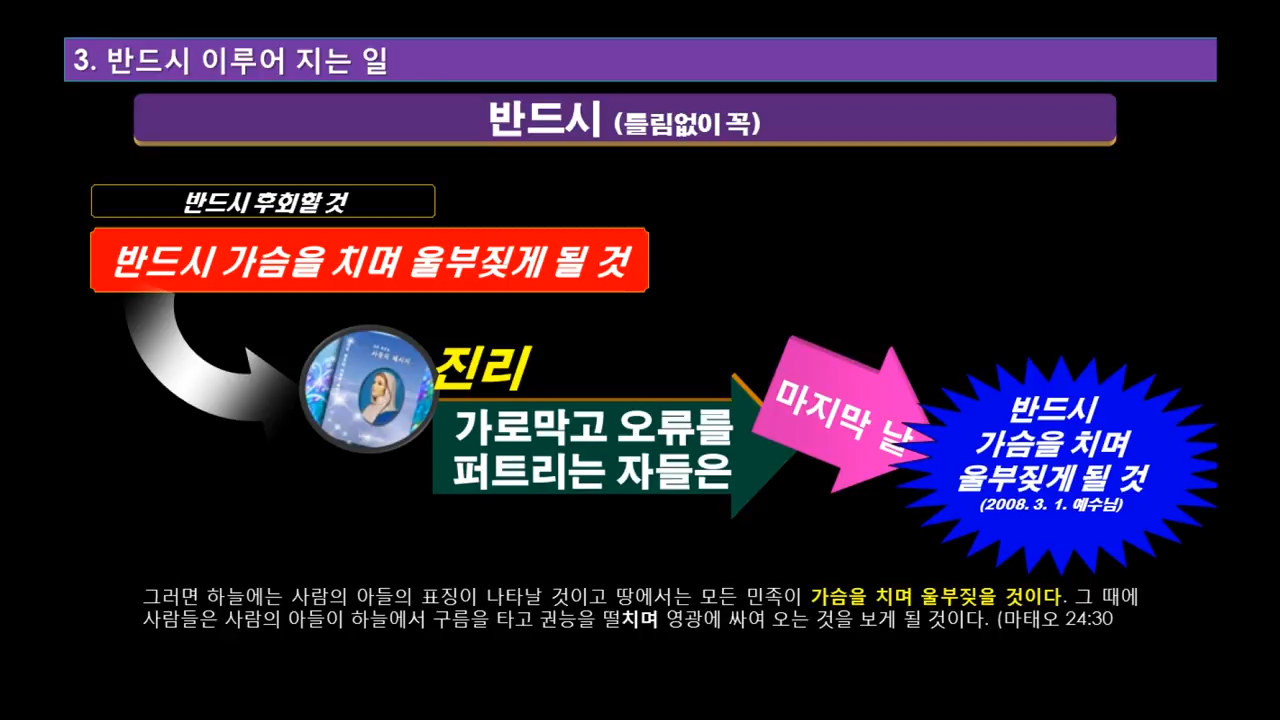 3. 반드시 이루어 지는 일
반드시 (틀림없이 꼭)
반드시 후회할 것
반드시 가슴을 치며 울부짖게 될 것
사랑의 메시지
진리
가로막고 오류를
퍼트리는 자들은
마지막 날
반드시
가슴을 치며
울부짖게 될 것
(2008. 3. 1. 예수님)
그러면 하늘에는 사람의 아들의 표징이 나타날 것이고 땅에서는 모든 민족이 가슴을 치며 울부짖을 것이다. 그 때에
사람들은 사람의 아들이 하늘에서 구름을 타고 권능을 떨치며 영광에 싸여 오는 것을 보게 될 것이다. (마태오 24:30